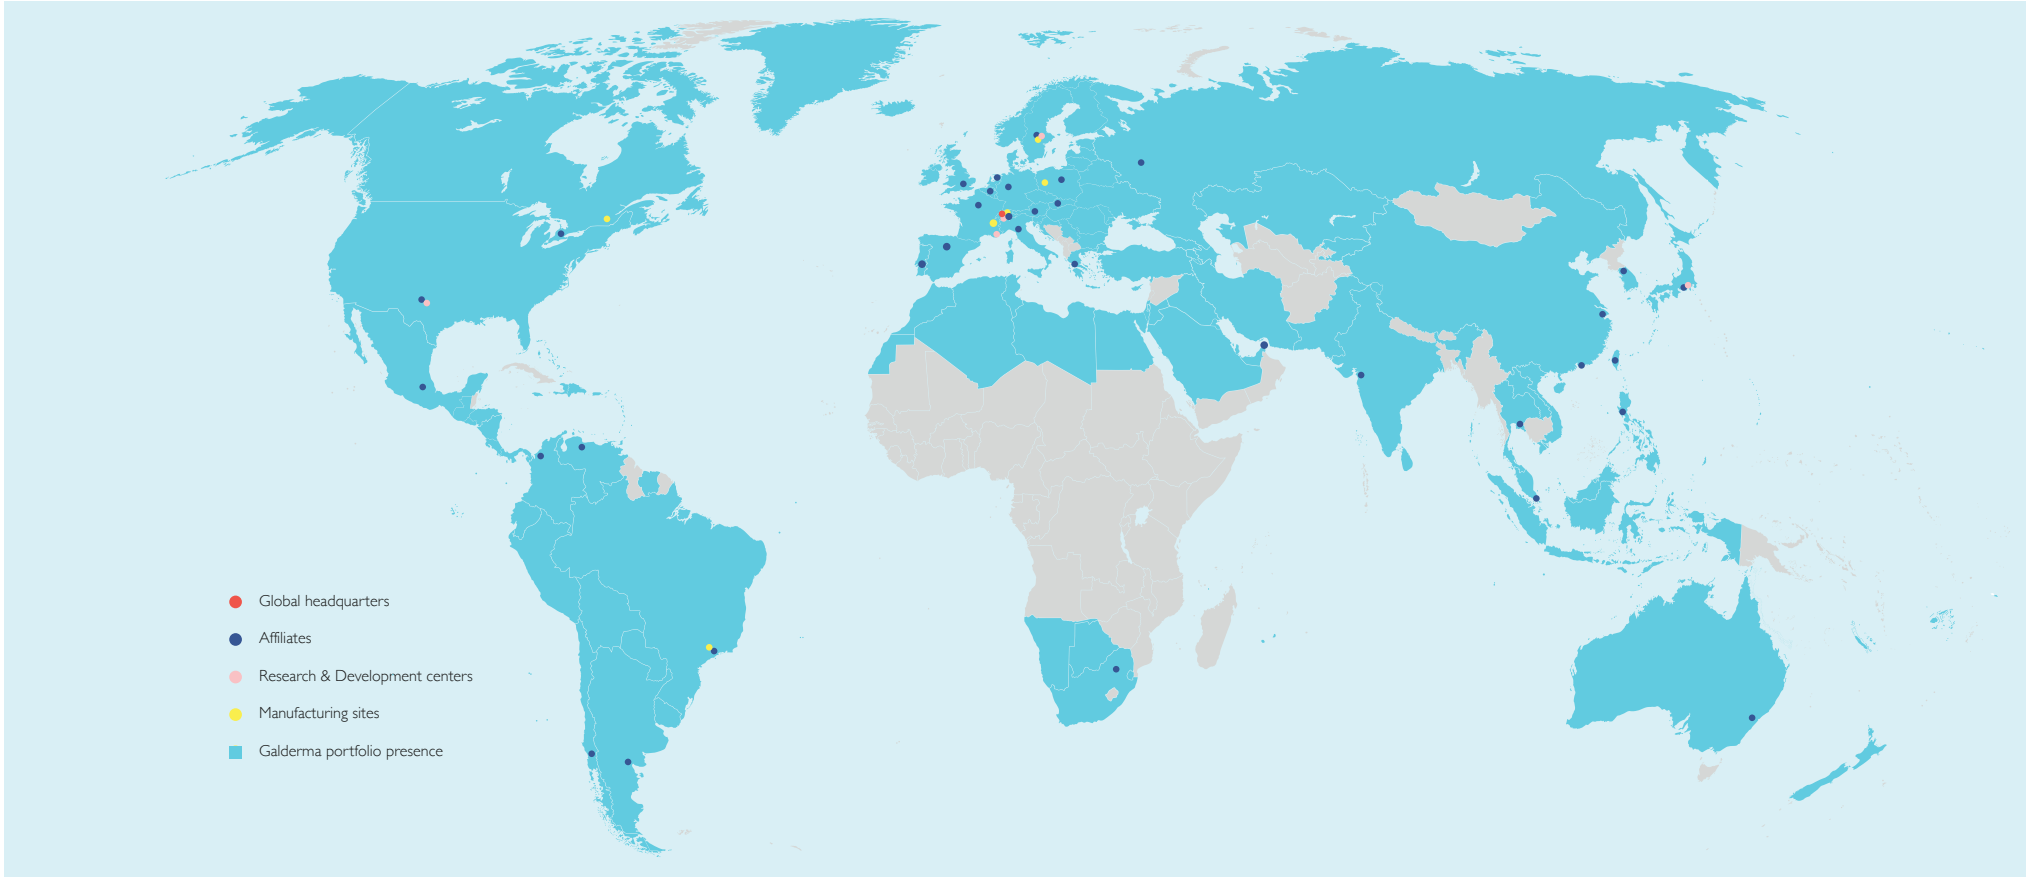 Global headquarters
Affiliates
Research & Development centers
Manufacturing sites
Galderma portfolio presence